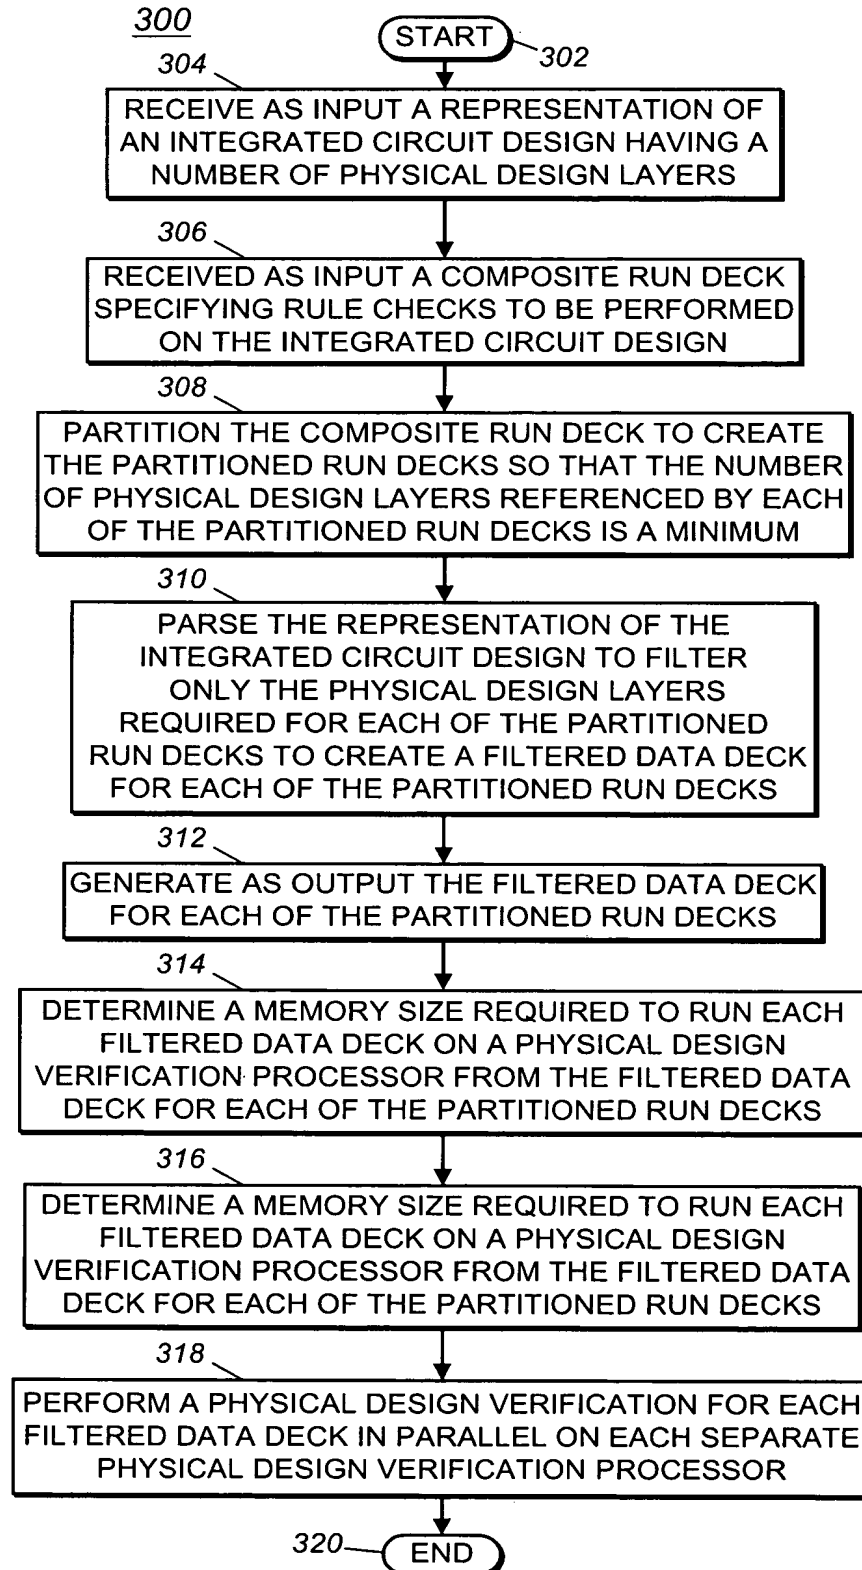 300
START
302
304
RECEIVE AS INPUT A REPRESENTATION OF
AN INTEGRATED CIRCUIT DESIGN HAVING A
NUMBER OF PHYSICAL DESIGN LAYERS
306
RECEIVED AS INPUT A COMPOSITE RUN DECK
SPECIFYING RULE CHECKS TO BE PERFORMED
ON THE INTEGRATED CIRCUIT DESIGN
308
PARTITION THE COMPOSITE RUN DECK TO CREATE
THE PARTITIONED RUN DECKS SO THAT THE NUMBER
OF PHYSICAL DESIGN LAYERS REFERENCED BY EACH
OF THE PARTITIONED RUN DECKS IS A MINIMUM
310
PARSE THE REPRESENTATION OF THE
INTEGRATED CIRCUIT DESIGN TO FILTER
ONLY THE PHYSICAL DESIGN LAYERS
REQUIRED FOR EACH OF THE PARTITIONED
RUN DECKS TO CREATE A FILTERED DATA DECK
FOR EACH OF THE PARTITIONED RUN DECKS
312
GENERATE AS OUTPUT THE FILTERED DATA DECK
FOR EACH OF THE PARTITIONED RUN DECKS
314
DETERMINE A MEMORY SIZE REQUIRED TO RUN EACH
FILTERED DATA DECK ON A PHYSICAL DESIGN
VERIFICATION PROCESSOR FROM THE FILTERED DATA
DECK FOR EACH OF THE PARTITIONED RUN DECKS
316
DETERMINE A MEMORY SIZE REQUIRED TO RUN EACH
FILTERED DATA DECK ON A PHYSICAL DESIGN
VERIFICATION PROCESSOR FROM THE FILTERED DATA
DECK FOR EACH OF THE PARTITIONED RUN DECKS
318
PERFORM A PHYSICAL DESIGN VERIFICATION FOR EACH
FILTERED DATA DECK IN PARALLEL ON EACH SEPARATE
PHYSICAL DESIGN VERIFICATION PROCESSOR
320
END